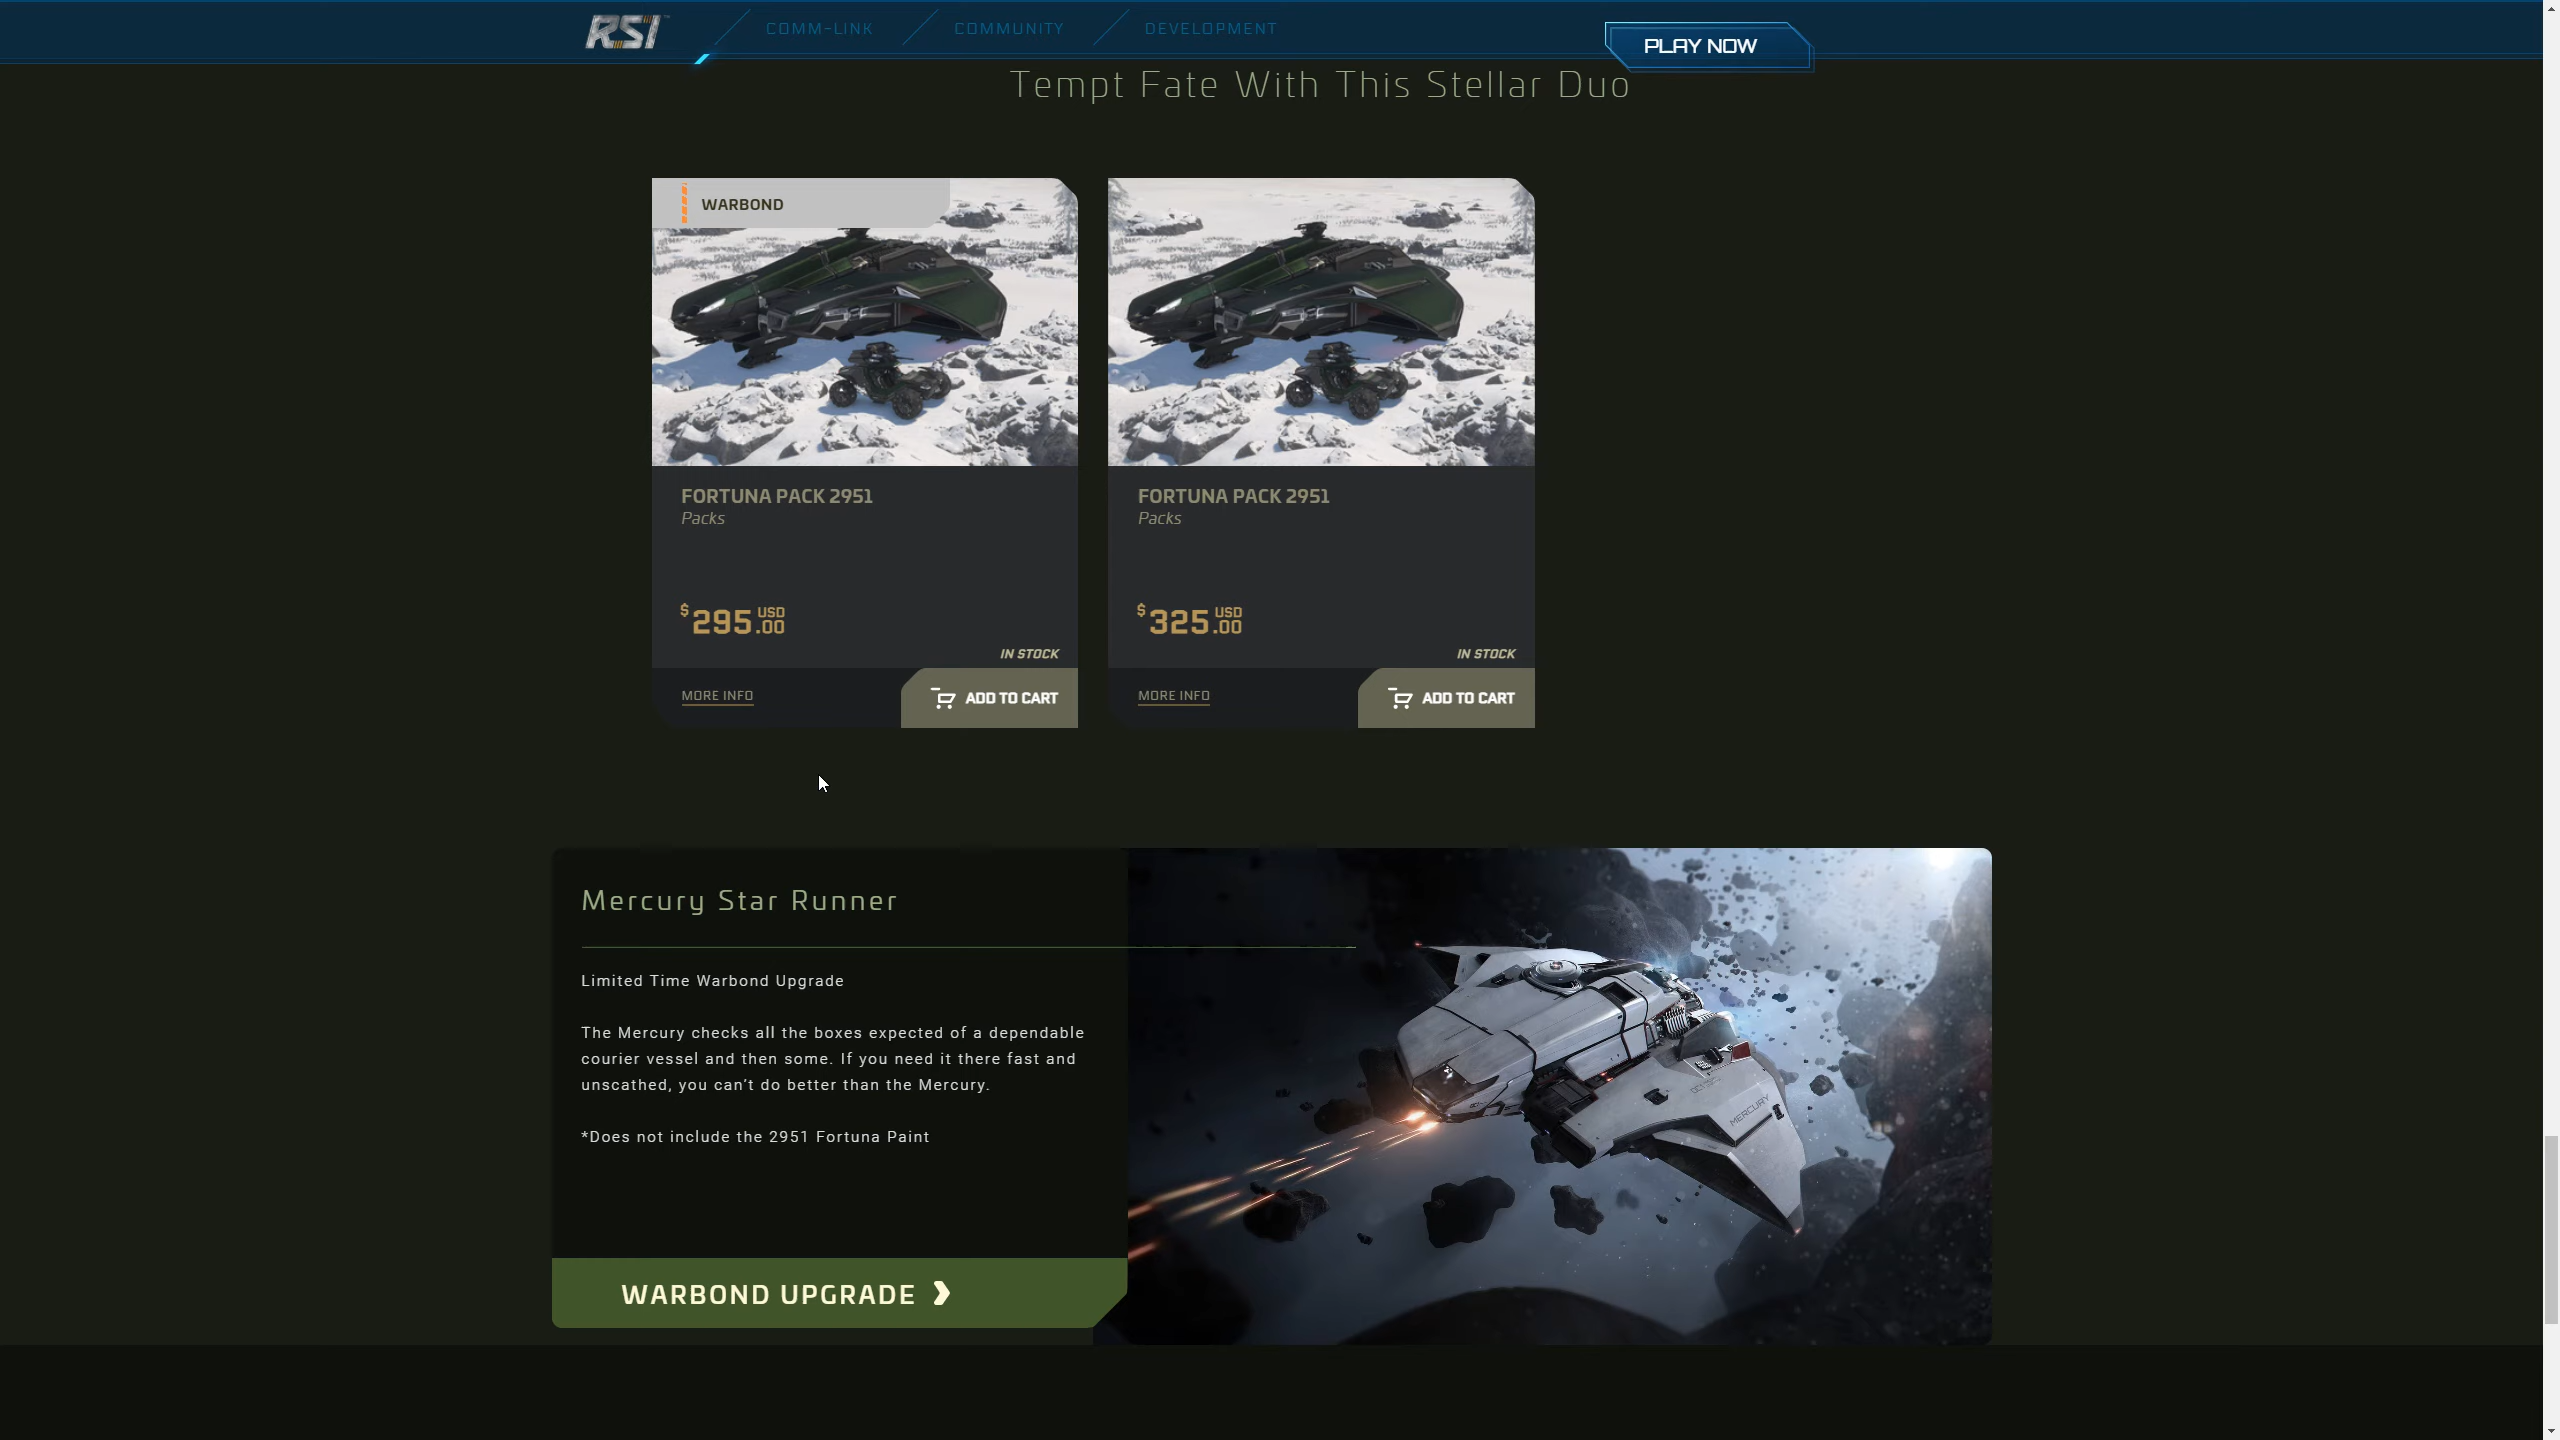 RSI
COMM-LINK
COMMUNITY
DEVELOPMENT
PLAY NOW
Tempt Fate With This Stellar Duo
WARBOND
FORTUNA PACK 2951
Packs
$295.00 USD
IN STOCK
MORE INFO
ADD TO CART
FORTUNA PACK 2951
Packs
$325.00 USD
IN STOCK
MORE INFO
ADD TO CART
Mercury Star Runner
Limited Time Warbond Upgrade
The Mercury checks all the boxes expected of a dependable
courier vessel and then some. If you need it there fast and
unscathed, you can’t do better than the Mercury.
*Does not include the 2951 Fortuna Paint
WARBOND UPGRADE
MERCURY